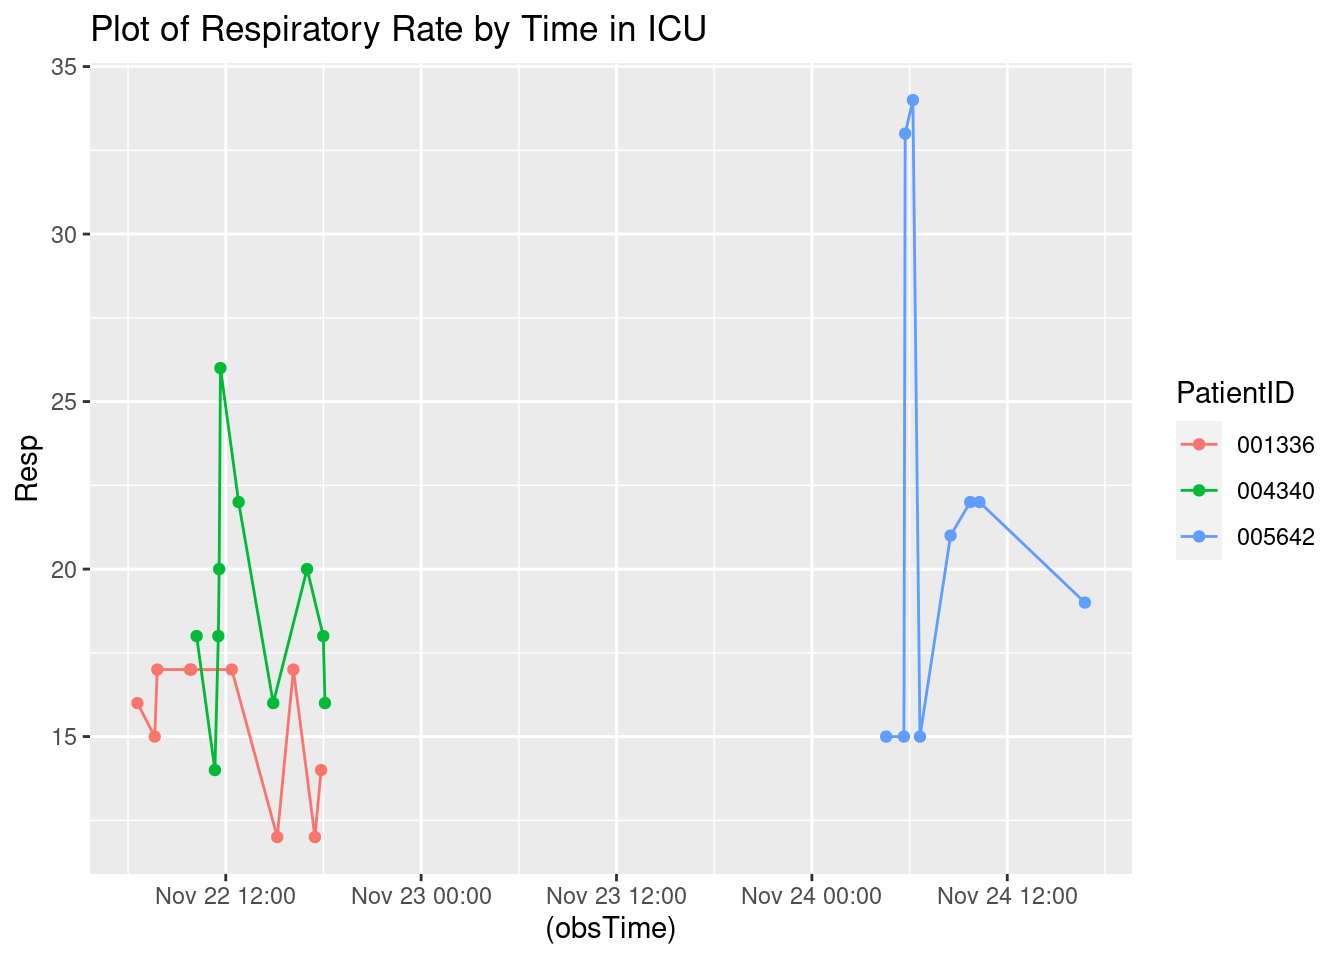 Plot of Respiratory Rate by Time in ICU
35
30
25
20
15
Resp
Nov 22 12:00
Nov 23 00:00
Nov 23 12:00
Nov 24 00:00
Nov 24 12:00
(obsTime)
PatientID
001336
004340
005642